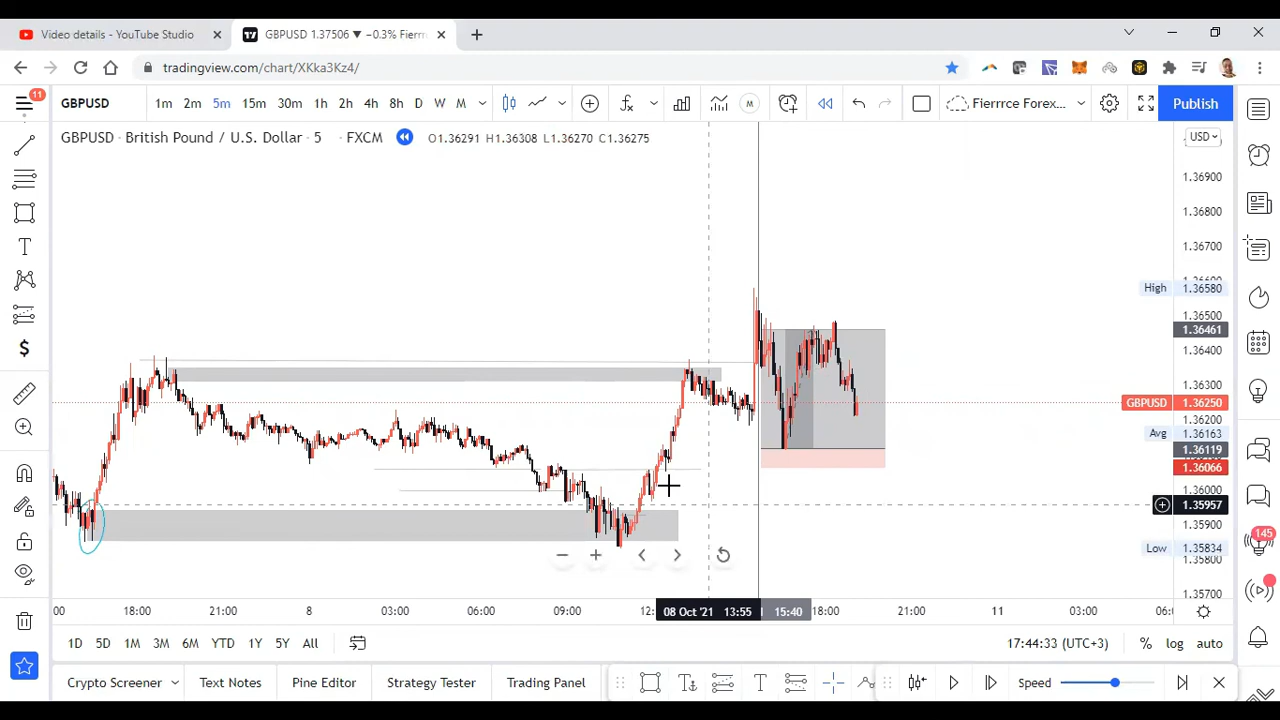 Video details - YouTube Studio
GBPUSD 1.37506 ▼ −0.3% Fierrr
tradingview.com/chart/XKka3Kz4/
11
GBPUSD 1m 2m 5m 15m 30m 1h 2h 4h 8h D W M M Fierrrce Forex... Publish
GBPUSD · British Pound / U.S. Dollar · 5 · FXCM O1.36291 H1.36308 L1.36270 C1.36275
USD
1.36900
1.36800
1.36700
High 1.36580
1.36500
1.36461
1.36400
1.36300
GBPUSD 1.36250
1.36200
Avg 1.36163
1.36119
1.36066
1.36000
1.35957
1.35900
Low 1.35834
1.35800
1.35700
145
:00 18:00 21:00 8 03:00 06:00 09:00 12: 08 Oct '21 13:55 15:40 18:00 21:00 11 03:00 06:
1D 5D 1M 3M 6M YTD 1Y 5Y All 17:44:33 (UTC+3) % log auto
Crypto Screener Text Notes Pine Editor Strategy Tester Trading Panel Speed